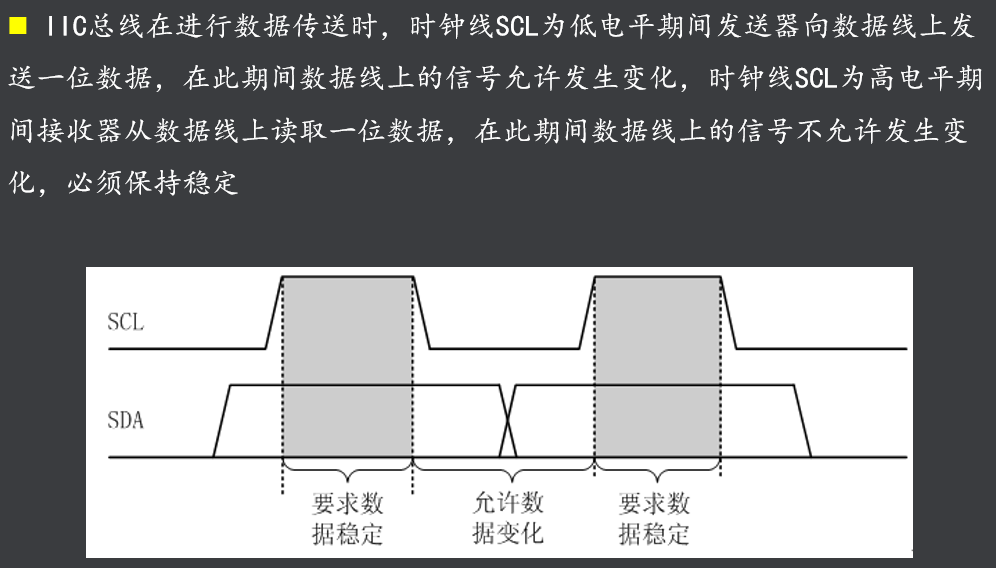 IIC总线在进行数据传送时，时钟线SCL为低电平期间发送器向数据线上发
送一位数据，在此期间数据线上的信号允许发生变化，时钟线SCL为高电平期
间接收器从数据线上读取一位数据，在此期间数据线上的信号不允许发生变
化，必须保持稳定
SCL
SDA
要求数
据稳定
允许数
据变化
要求数
据稳定